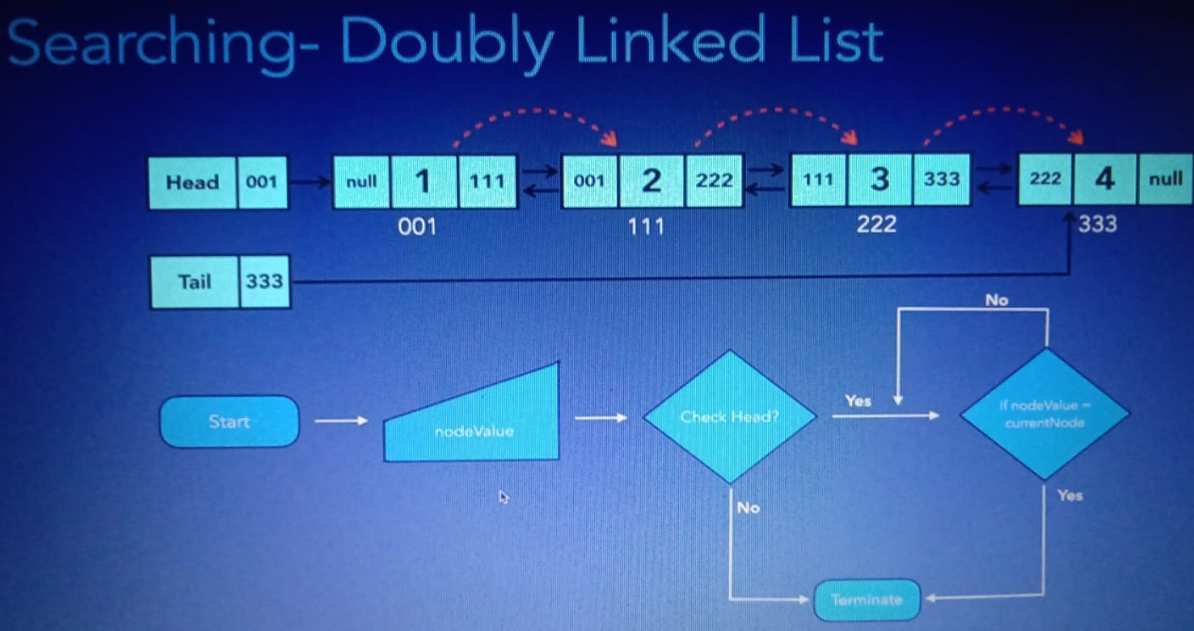 Searching- Doubly Linked List
Head 001
null 1 111
001 2 222
111 3 333
222 4 null
001
111
222
333
Tail 333
No
Start
nodeValue
Check Head?
Yes
If nodeValue =
currentNode
No
Yes
Terminate